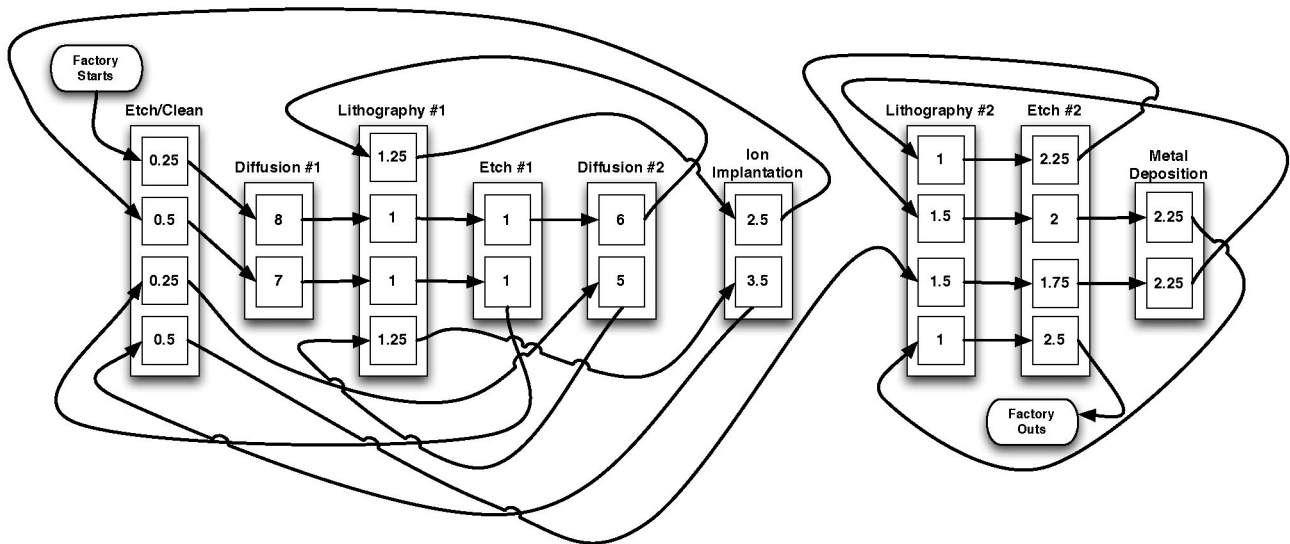 Factory
Starts
Etch/Clean
0.25
0.5
0.25
0.5
Diffusion #1
8
7
Lithography #1
1.25
1
1
1.25
Etch #1
1
1
Diffusion #2
6
5
Ion
Implantation
2.5
3.5
Lithography #2
1
1.5
1.5
1
Etch #2
2.25
2
1.75
2.5
Metal
Deposition
2.25
2.25
Factory
Outs